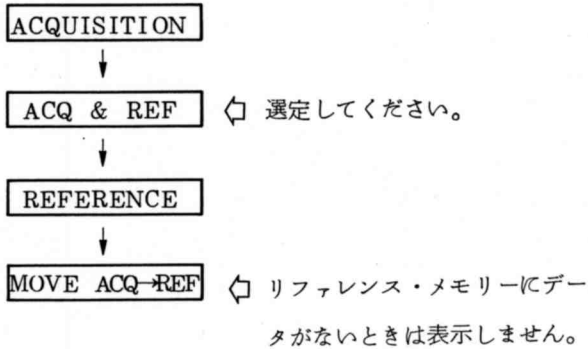 ACQUISITION
ACQ & REF 選定してください。
REFERENCE
MOVE ACQ→REF リファレンス・メモリーにデー
タがないときは表示しません。